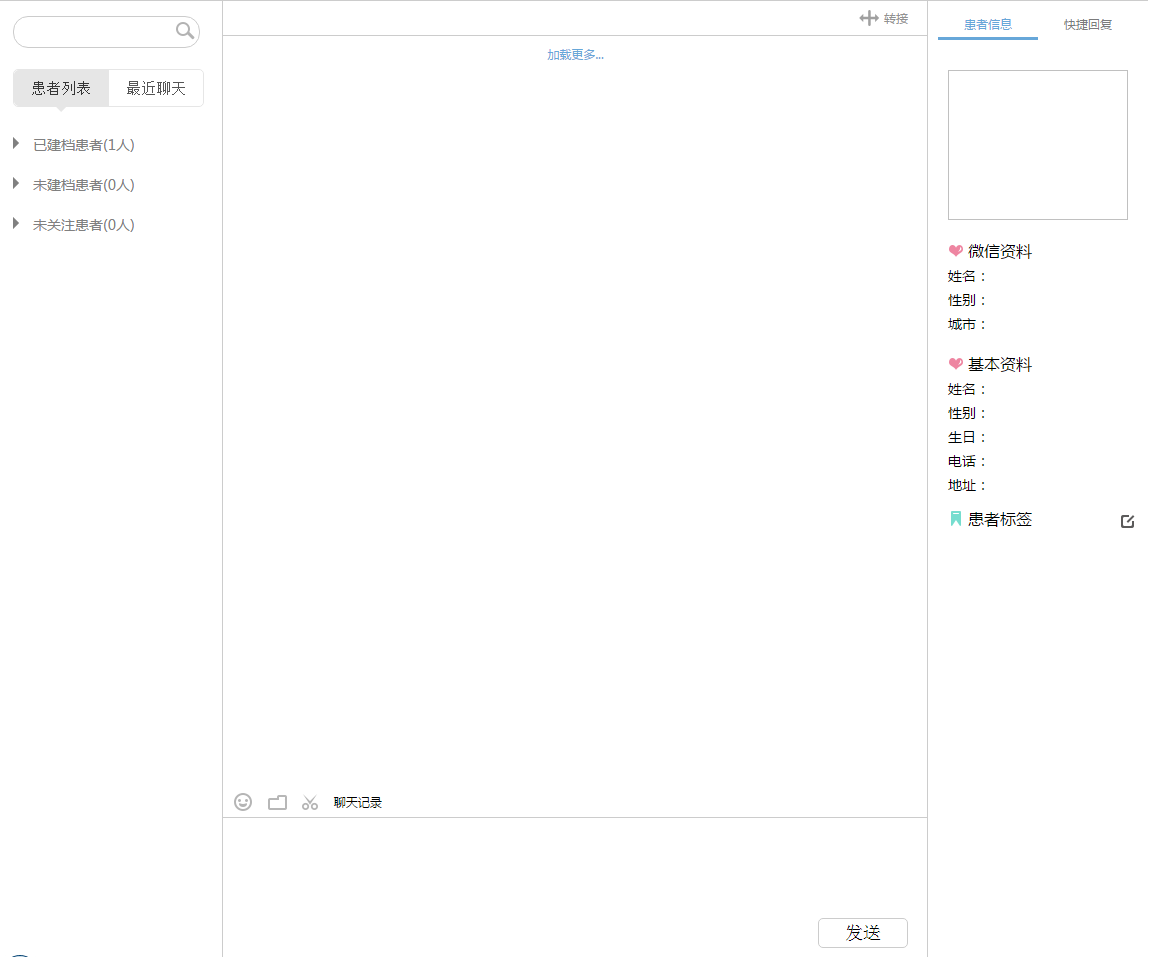 患者列表
最近聊天
已建档患者(1人)
未建档患者(0人)
未关注患者(0人)
转接
加载更多...
聊天记录
发送
患者信息
快捷回复
微信资料
姓名：
性别：
城市：
基本资料
姓名：
性别：
生日：
电话：
地址：
患者标签